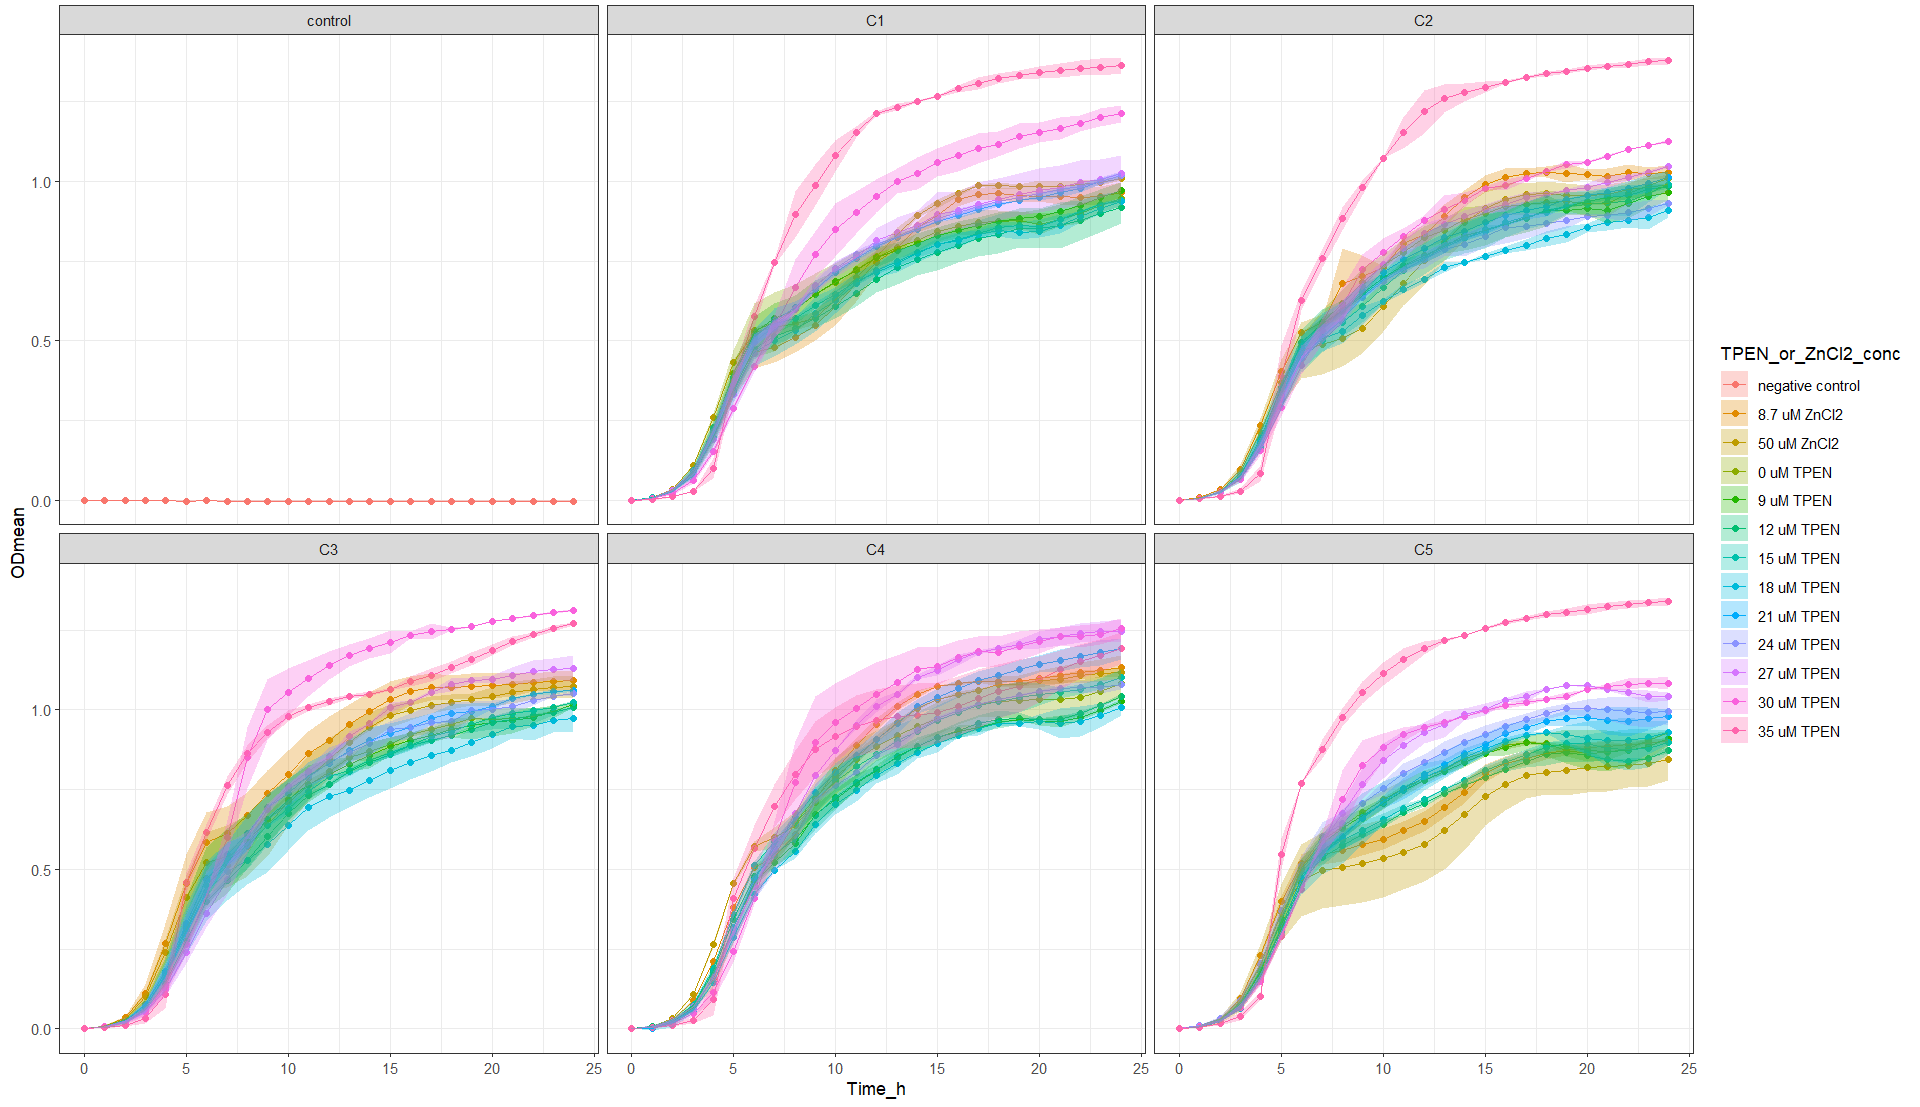 control
C1
C2
1.0
0.5
0.0
ODmean
C3
C4
C5
1.0
0.5
0.0
0 5 10 15 20 25
0 5 10 15 20 25
0 5 10 15 20 25
Time_h
TPEN_or_ZnCl2_conc
negative control
8.7 uM ZnCl2
50 uM ZnCl2
0 uM TPEN
9 uM TPEN
12 uM TPEN
15 uM TPEN
18 uM TPEN
21 uM TPEN
24 uM TPEN
27 uM TPEN
30 uM TPEN
35 uM TPEN